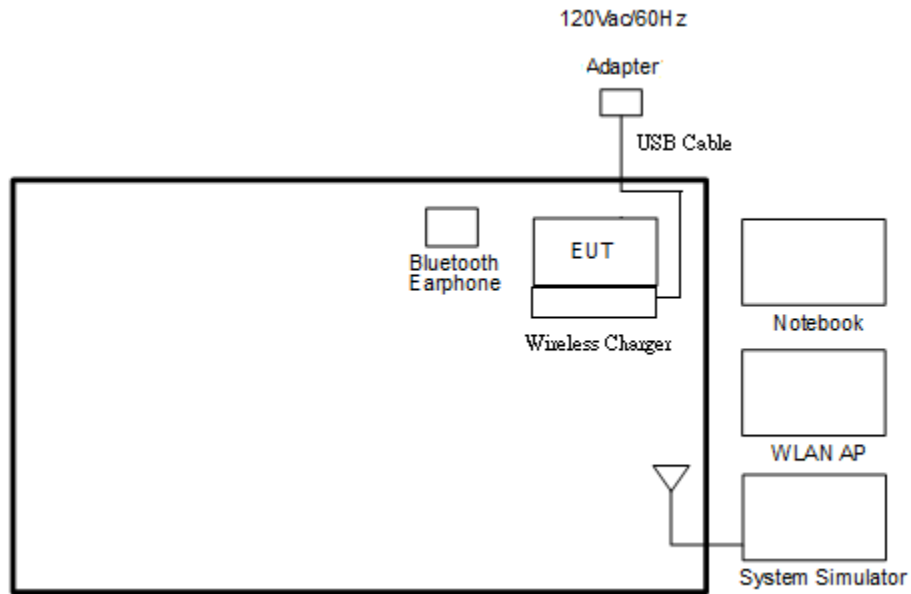 120Vac/60Hz
Adapter
USB Cable
Bluetooth
Earphone
EUT
Wireless Charger
Notebook
WLAN AP
System Simulator